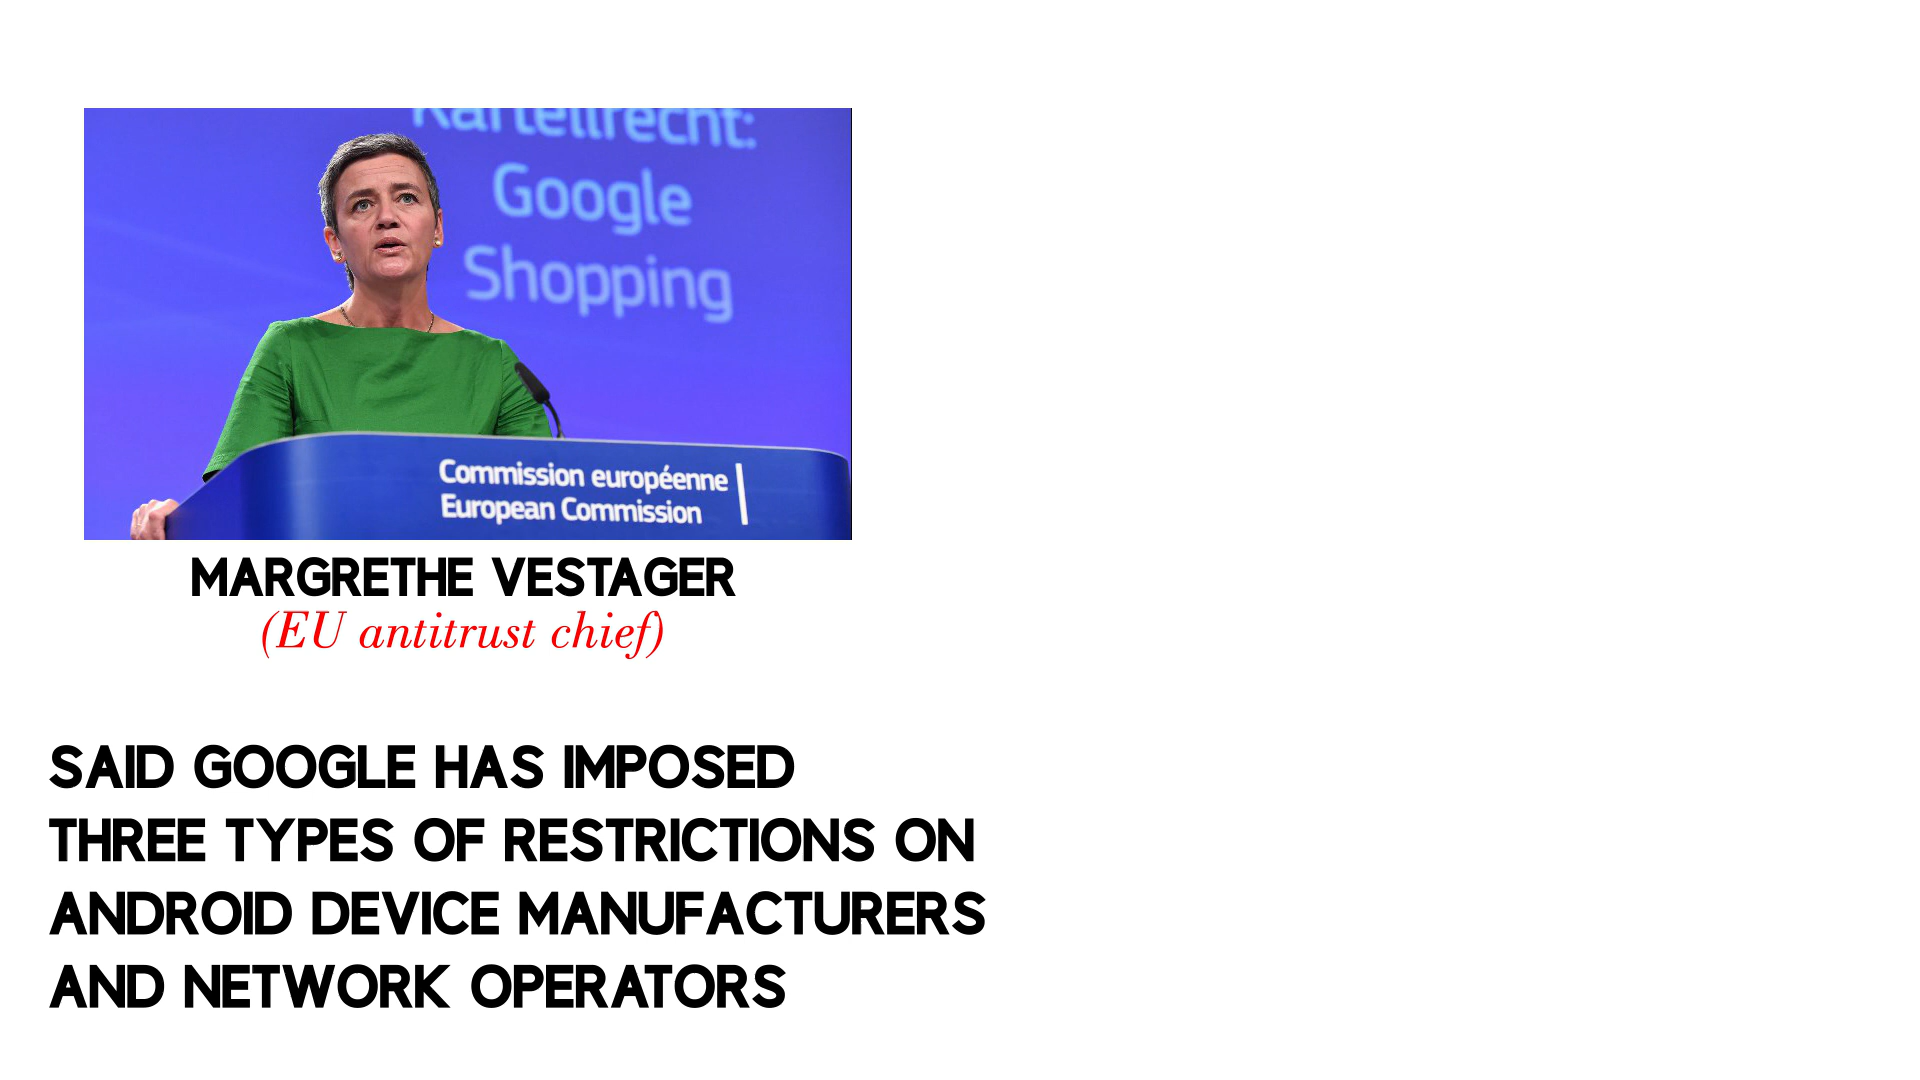 Kartellrecht:
Google
Shopping
Commission européenne
European Commission
MARGRETHE VESTAGER
(EU antitrust chief)
SAID GOOGLE HAS IMPOSED
THREE TYPES OF RESTRICTIONS ON
ANDROID DEVICE MANUFACTURERS
AND NETWORK OPERATORS